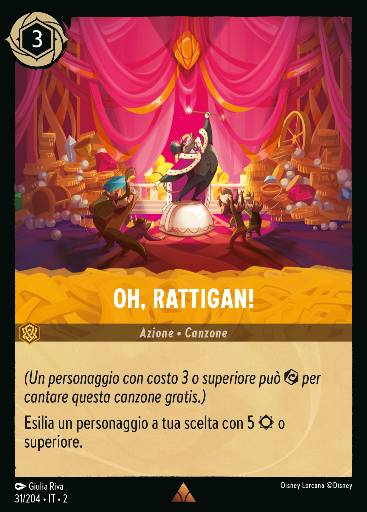 3
OH, RATTIGAN!
Azione • Canzone
(Un personaggio con costo 3 o superiore può per
cantare questa canzone gratis.)
Esilia un personaggio a tua scelta con 5 o
superiore.
Giulia Riva
Disney Lorcana ©Disney
31/204 • IT • 2